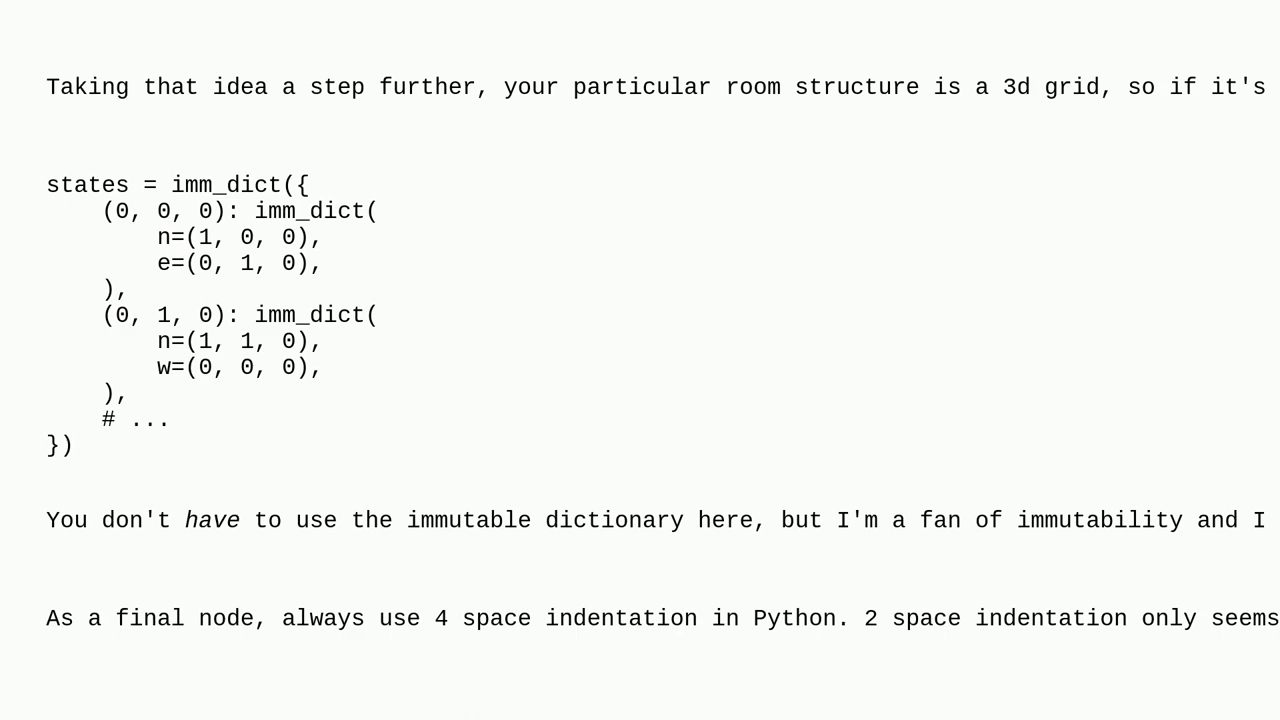 Taking that idea a step further, your particular room structure is a 3d grid, so if it's
states = imm_dict({
    (0, 0, 0): imm_dict(
        n=(1, 0, 0),
        e=(0, 1, 0),
    ),
    (0, 1, 0): imm_dict(
        n=(1, 1, 0),
        w=(0, 0, 0),
    ),
    # ...
})
You don't have to use the immutable dictionary here, but I'm a fan of immutability and I
As a final node, always use 4 space indentation in Python. 2 space indentation only seems